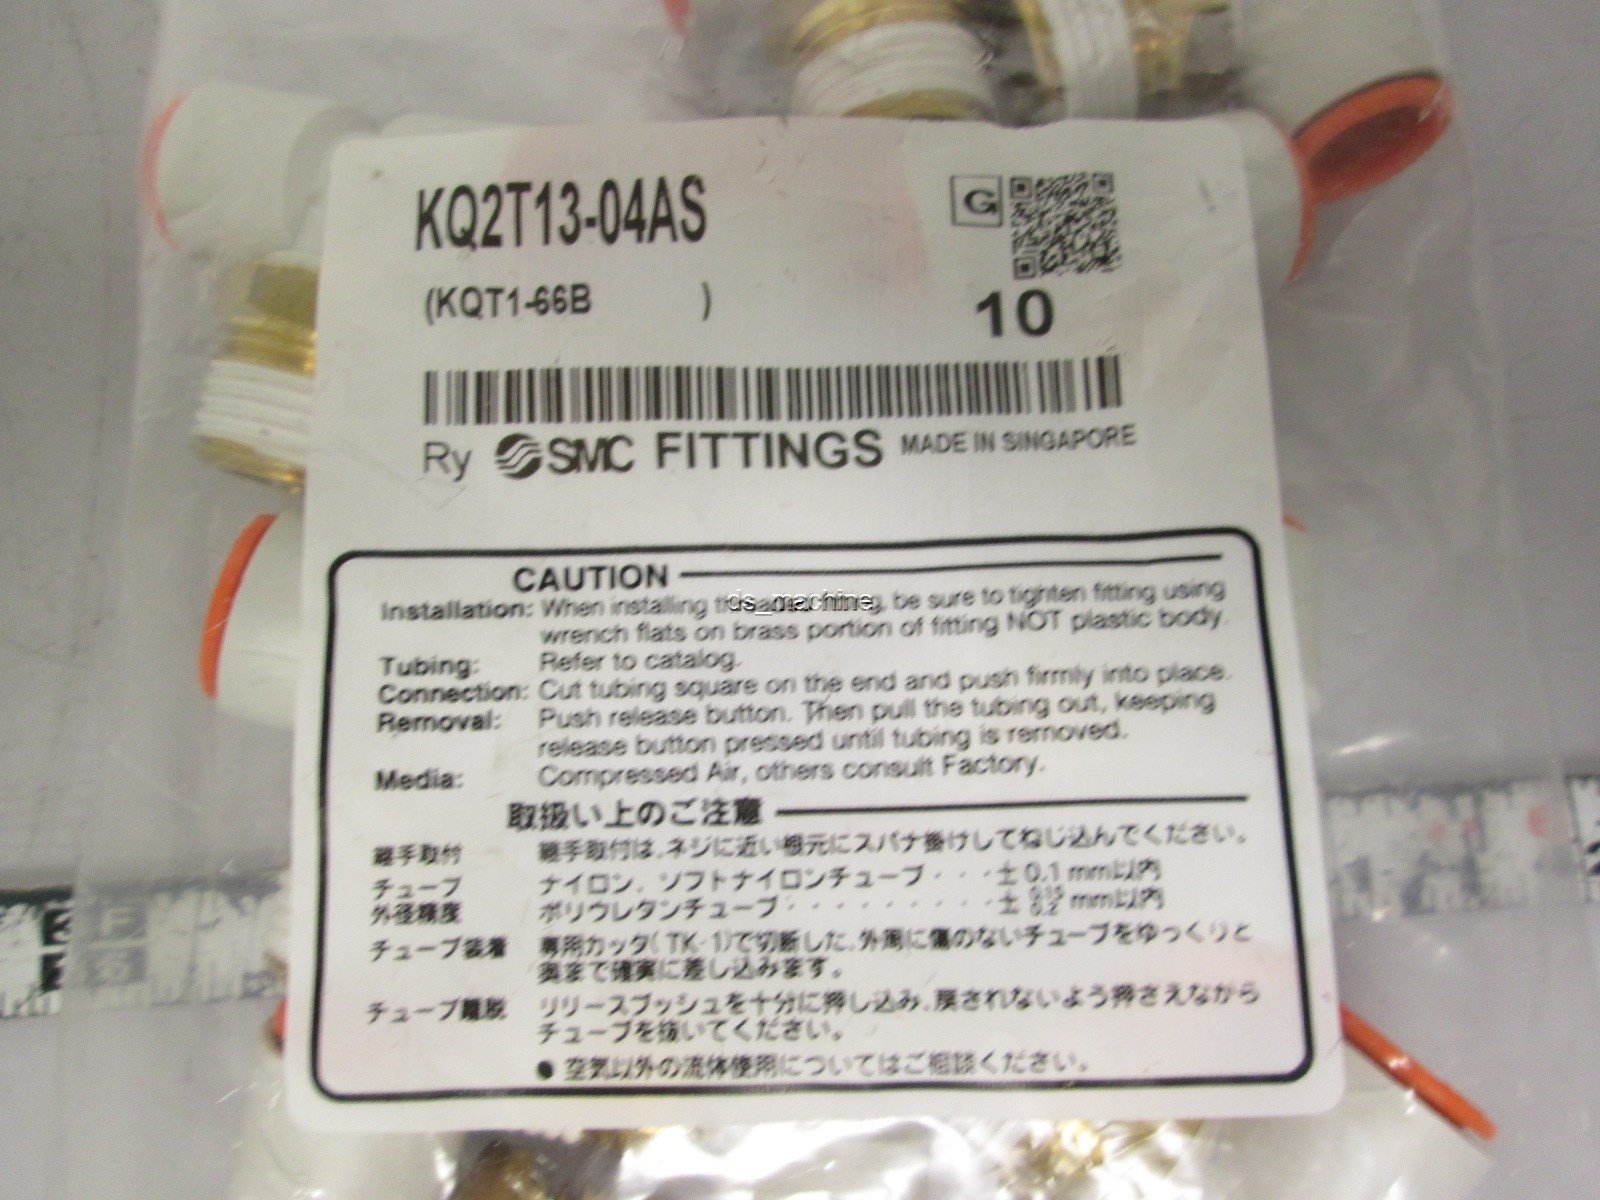 KQ2T13-04AS
G
(KQT1-66B )
10
Ry SMC FITTINGS MADE IN SINGAPORE
CAUTION
Installation: When installing ds_machine, be sure to tighten fitting using
wrench flats on brass portion of fitting NOT plastic body.
Tubing: Refer to catalog.
Connection: Cut tubing square on the end and push firmly into place.
Removal: Push release button. Then pull the tubing out, keeping
release button pressed until tubing is removed.
Media: Compressed Air, others consult Factory.
取扱い上のご注意
継手取付 継手取付は、ネジに近い根元にスパナ掛けしてねじ込んでください。
チューブ ナイロン、ソフトナイロンチューブ・・・± 0.1 mm以内
外径精度 ポリウレタンチューブ・・・・・・・・・± 0.15 0.2 mm以内
チューブ装着 専用カッタ(TK-1)で切断した、外周に傷のないチューブをゆっくりと
奥まで確実に差し込みます。
チューブ離脱 リリースブッシュを十分に押し込み、戻されないよう押さえながら
チューブを抜いてください。
● 空気以外の流体使用についてはご相談ください。